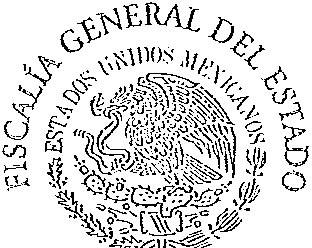 FISCALÍA GENERAL DEL ESTADO
ESTADOS UNIDOS MEXICANOS